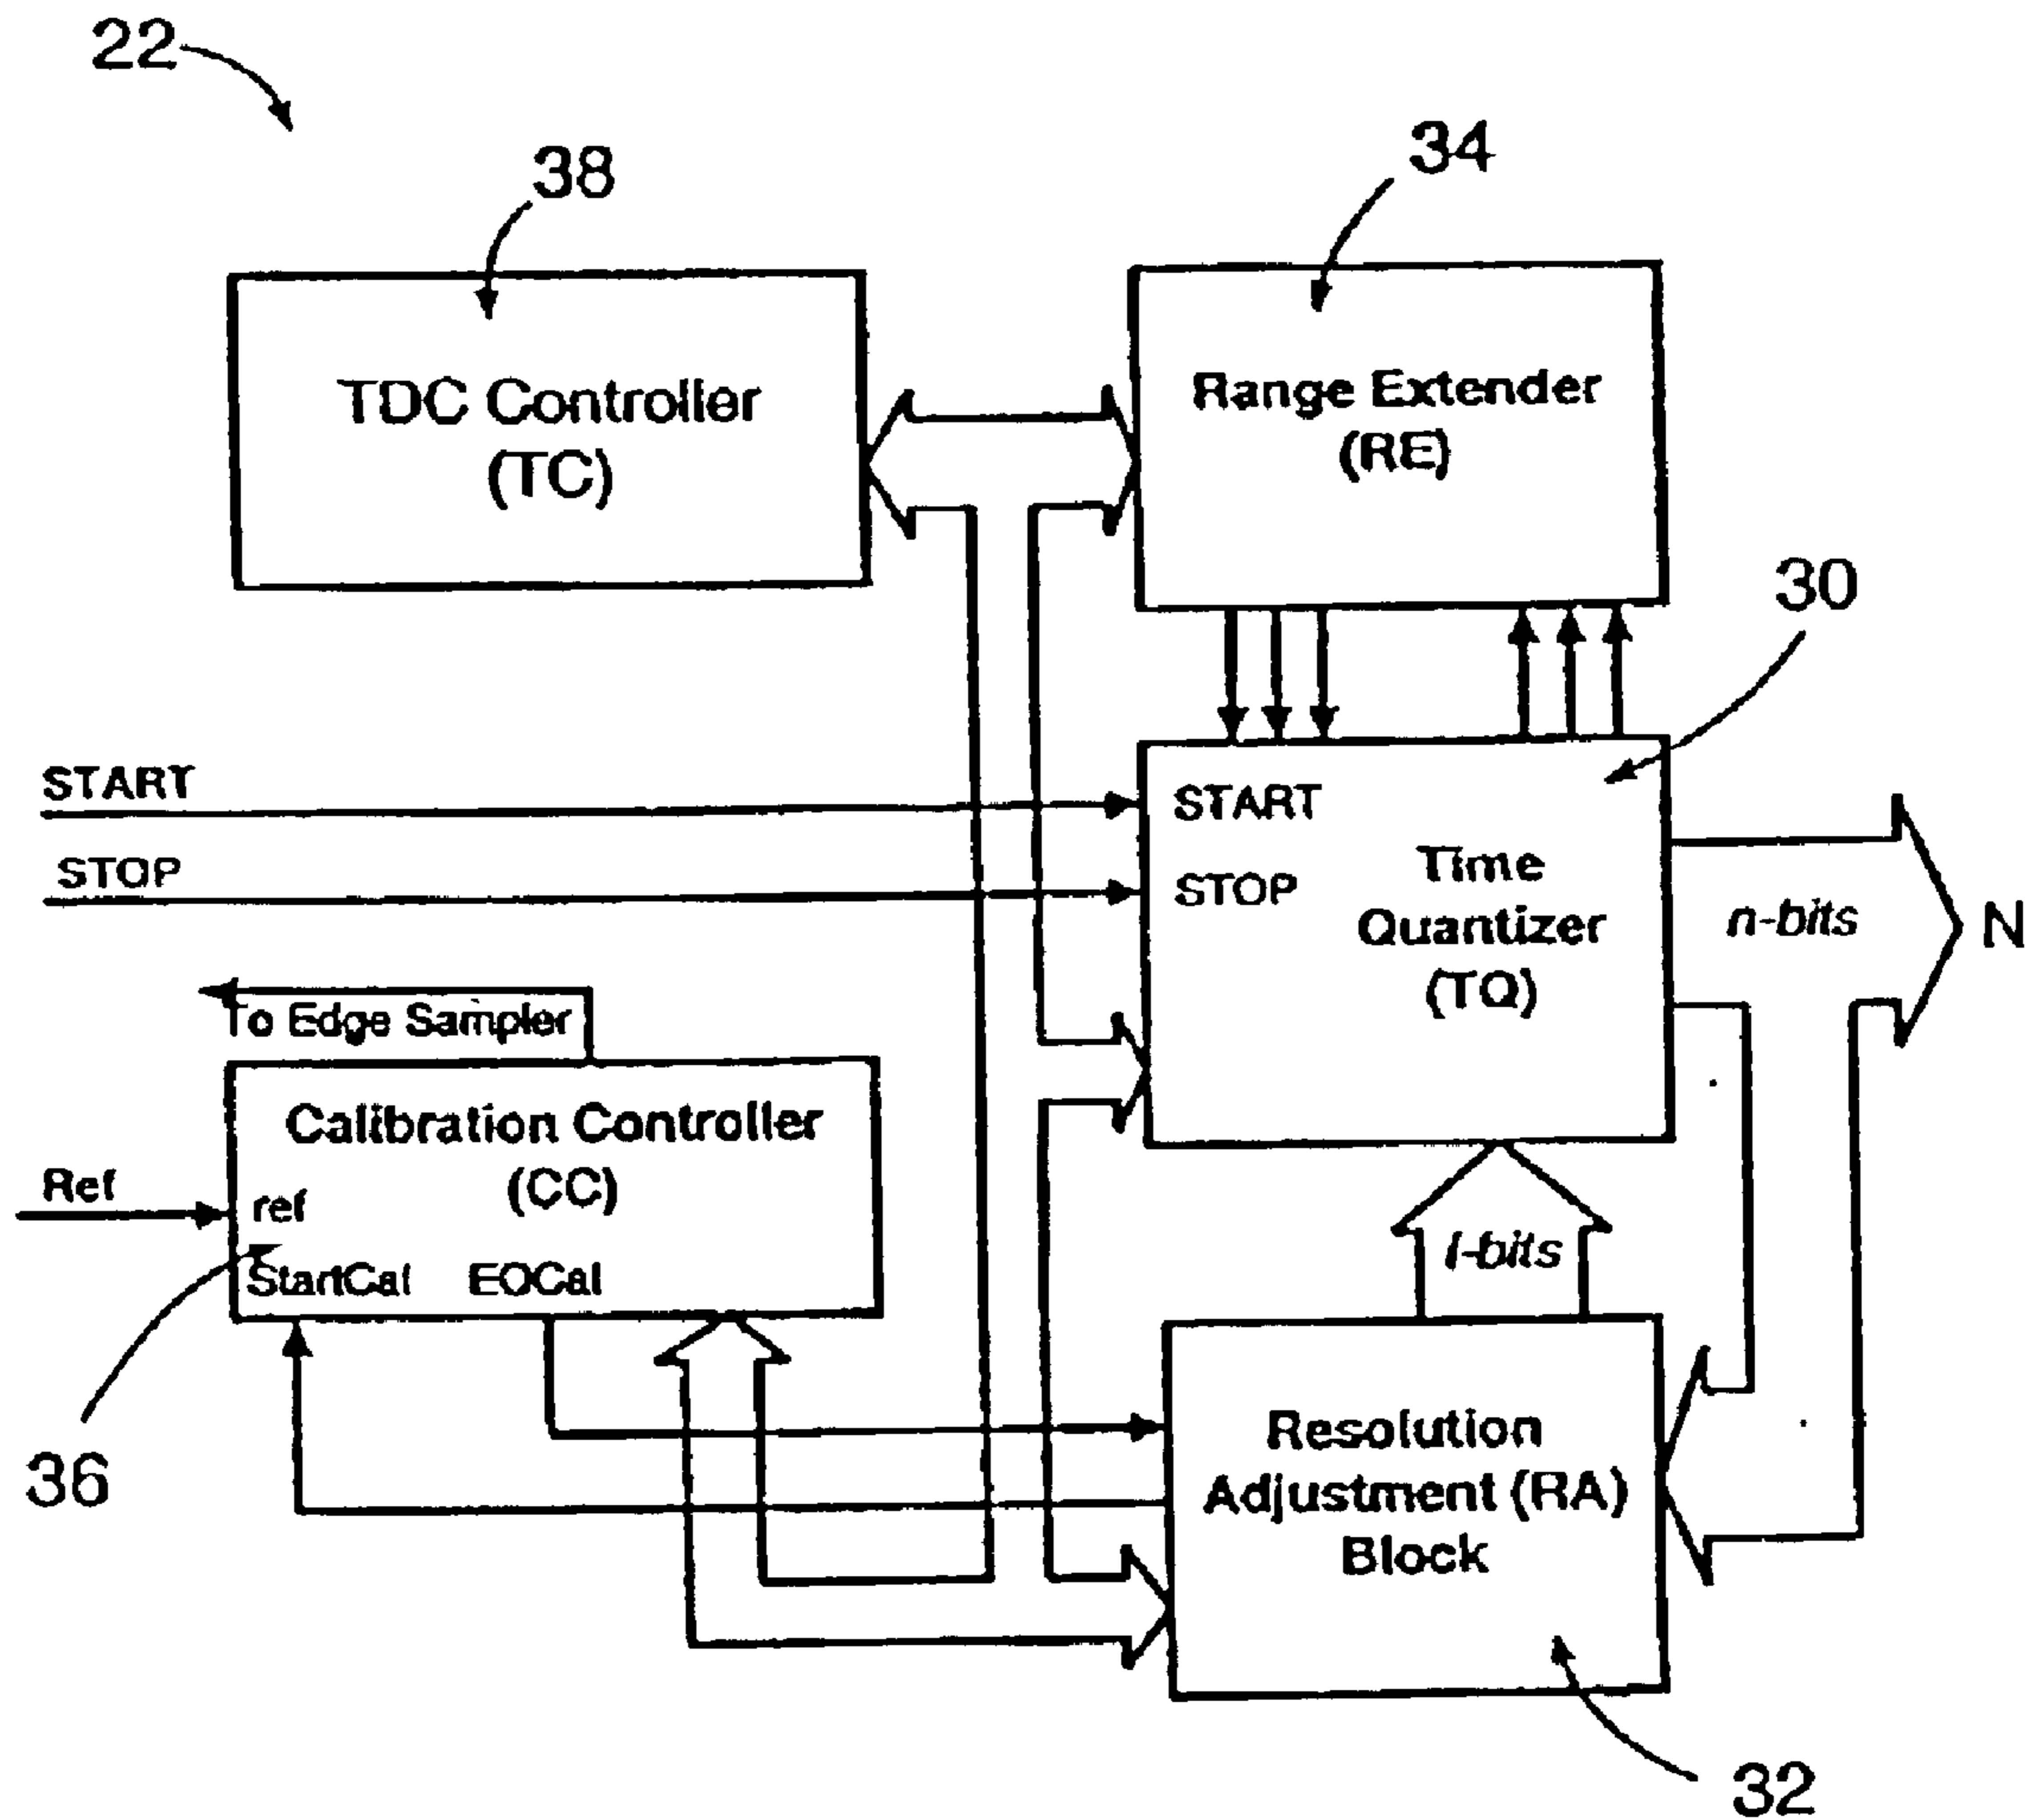 22
38
34
TDC Controller
(TC)
Range Extender
(RE)
30
START
STOP
START
STOP
Time
Quantizer
(TQ)
n-bits
N
To Edge Sampler
Calibration Controller
(CC)
Ref
ref
StartCal EOCal
l-bits
36
Resolution
Adjustment (RA)
Block
32